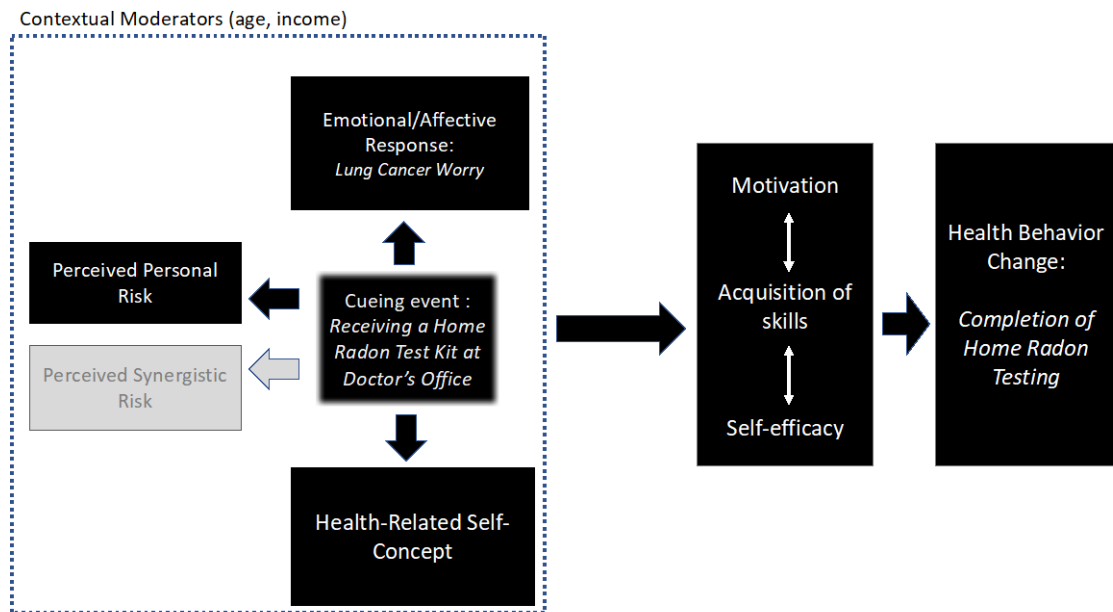 Contextual Moderators (age, income)
Emotional/Affective
Response:
Lung Cancer Worry
Perceived Personal
Risk
Perceived Synergistic
Risk
Cueing event :
Receiving a Home
Radon Test Kit at
Doctor’s Office
Health-Related Self-
Concept
Motivation
Acquisition of
skills
Self-efficacy
Health Behavior
Change:
Completion of
Home Radon
Testing